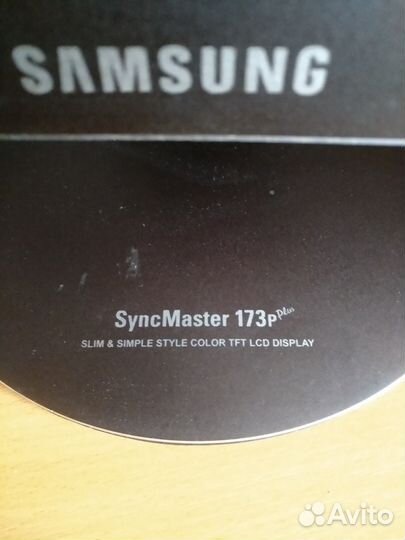 SAMSUNG
SyncMaster 173P plus
SLIM & SIMPLE STYLE COLOR TFT LCD DISPLAY
Avito